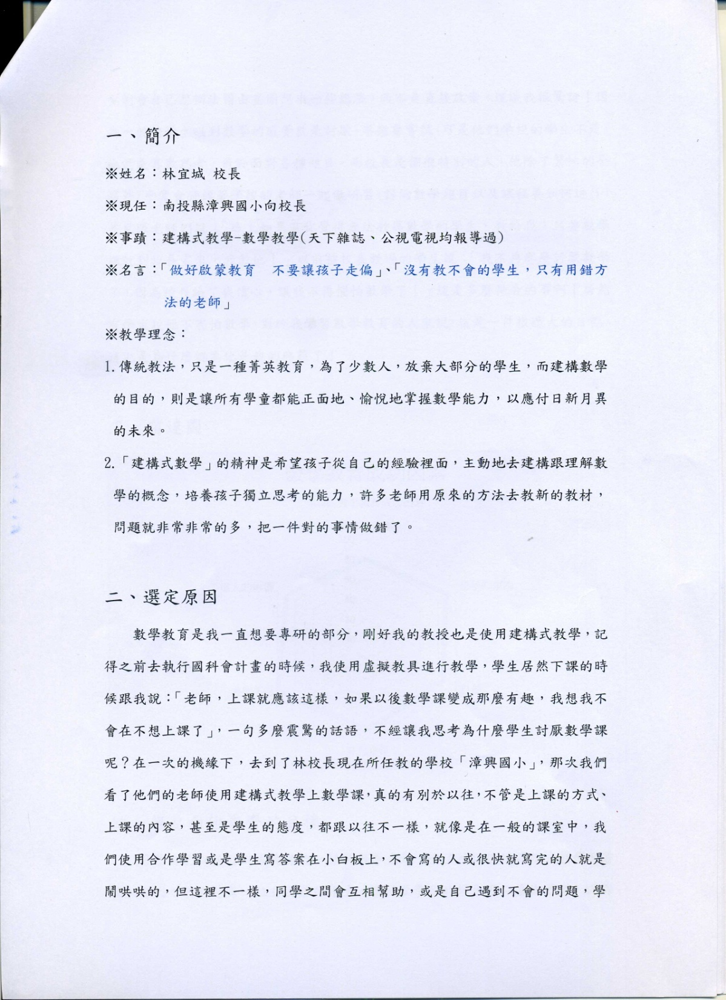 一、簡介
※姓名：林宜城 校長
※現任：南投縣漳興國小向校長
※事蹟：建構式教學-數學教學(天下雜誌、公視電視均報導過)
※名言：「做好啟蒙教育　不要讓孩子走偏」、「沒有教不會的學生，只有用錯方
法的老師」
※教學理念：
1.傳統教法，只是一種菁英教育，為了少數人，放棄大部分的學生，而建構數學
的目的，則是讓所有學童都能正面地、愉悅地掌握數學能力，以應付日新月異
的未來。
2.「建構式數學」的精神是希望孩子從自己的經驗裡面，主動地去建構跟理解數
學的概念，培養孩子獨立思考的能力，許多老師用原來的方法去教新的教材，
問題就非常非常的多，把一件對的事情做錯了。
二、選定原因
數學教育是我一直想要專研的部分，剛好我的教授也是使用建構式教學，記
得之前去執行國科會計畫的時候，我使用虛擬教具進行教學，學生居然下課的時
候跟我說：「老師，上課就應該這樣，如果以後數學課變成那麼有趣，我想我不
會在不想上課了」，一句多麼震驚的話語，不經讓我思考為什麼學生討厭數學課
呢？在一次的機緣下，去到了林校長現在所任教的學校「漳興國小」，那次我們
看了他們的老師使用建構式教學上數學課，真的有別於以往，不管是上課的方式、
上課的內容，甚至是學生的態度，都跟以往不一樣，就像是在一般的課室中，我
們使用合作學習或是學生寫答案在小白板上，不會寫的人或很快就寫完的人就是
鬧哄哄的，但這裡不一樣，同學之間會互相幫助，或是自己遇到不會的問題，學